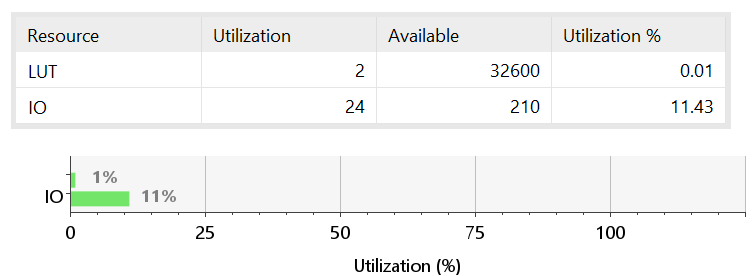 Resource Utilization Available Utilization %
LUT 2 32600 0.01
IO 24 210 11.43
1%
IO 11%
0 25 50 75 100
Utilization (%)